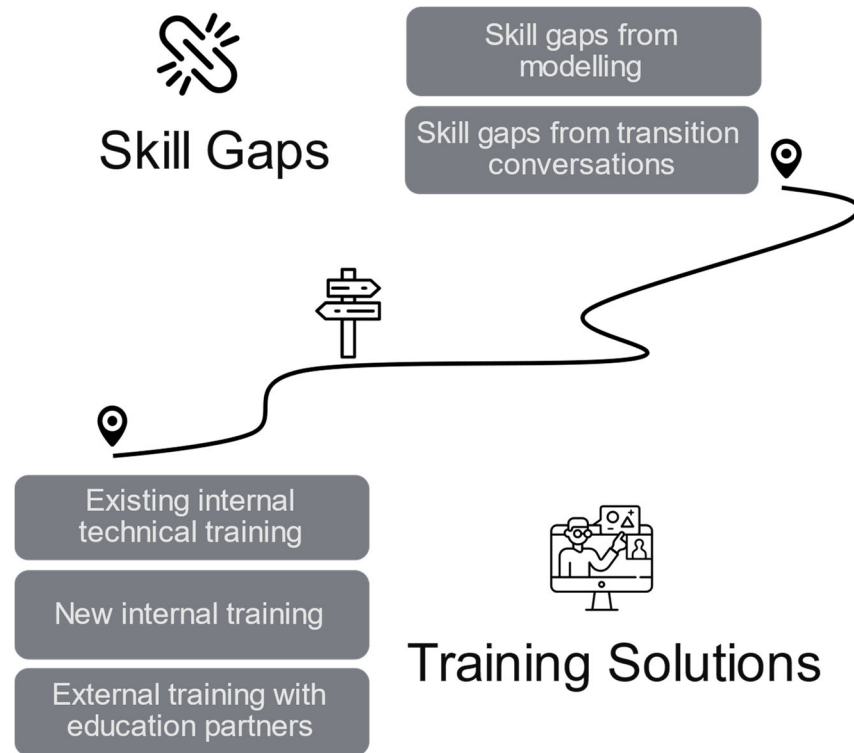 Skill Gaps
Skill gaps from
modelling
Skill gaps from transition
conversations
Existing internal
technical training
New internal training
External training with
education partners
Training Solutions